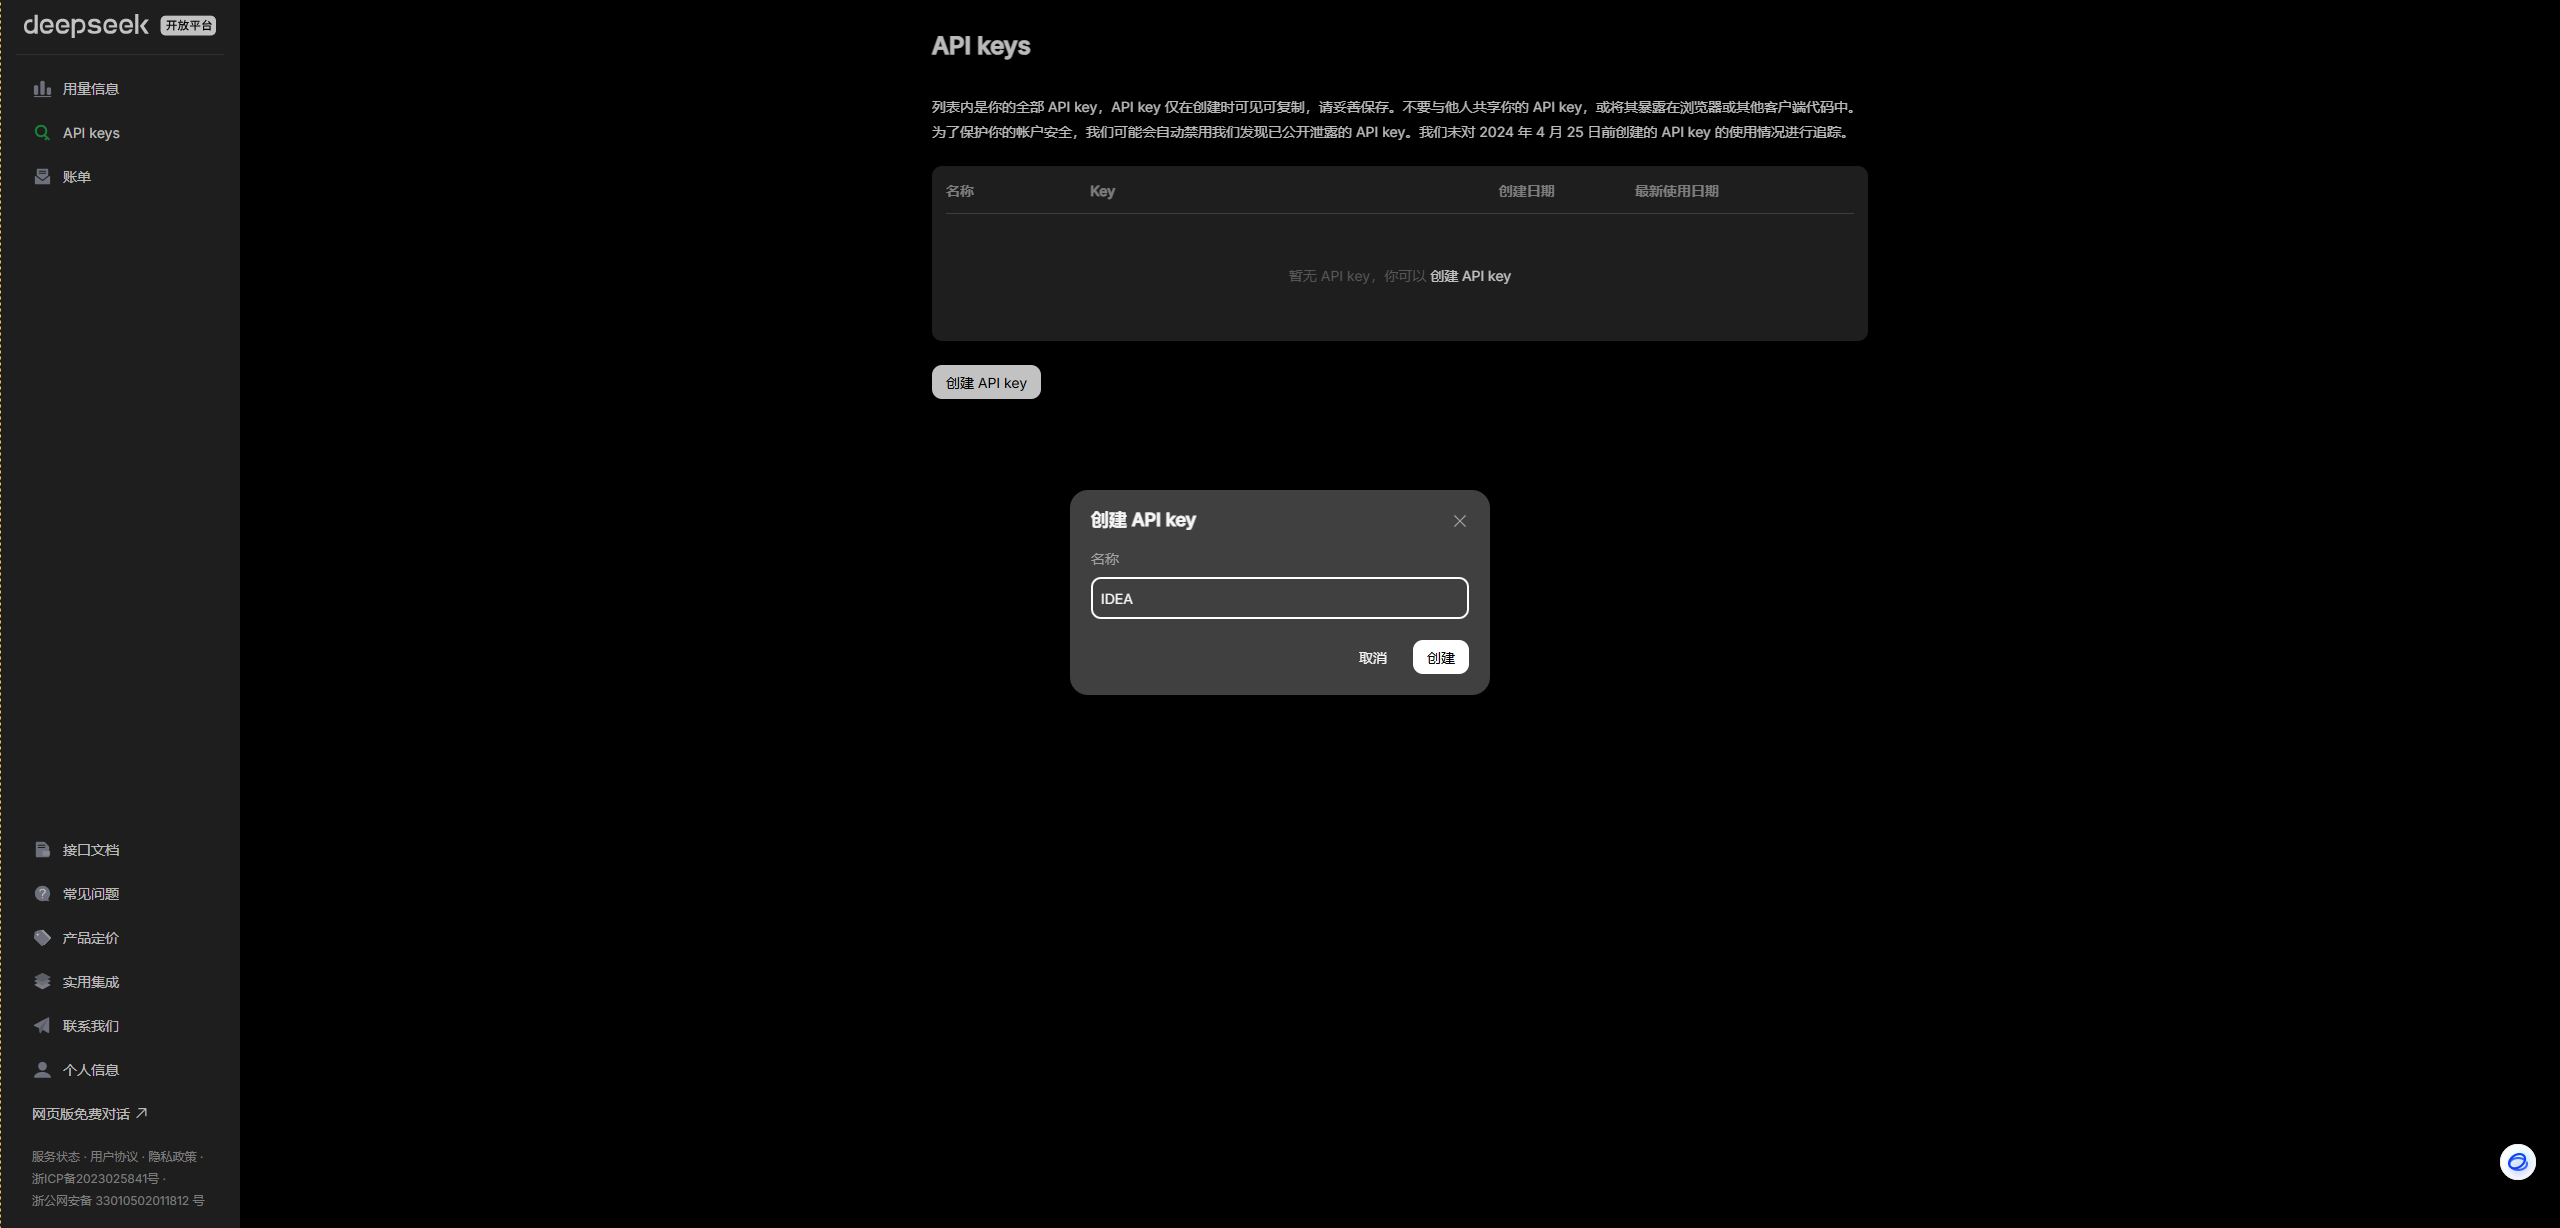 deepseek 开放平台
用量信息
API keys
账单
接口文档
常见问题
产品定价
实用集成
联系我们
个人信息
网页版免费对话
服务状态 · 用户协议 · 隐私政策 ·
浙ICP备2023025841号 ·
浙公网安备 33010502011812 号
API keys
列表内是你的全部 API key，API key 仅在创建时可见可复制，请妥善保存。不要与他人共享你的 API key，或将其暴露在浏览器或其他客户端代码中。
为了保护你的帐户安全，我们可能会自动禁用我们发现已公开泄露的 API key。我们未对 2024 年 4 月 25 日前创建的 API key 的使用情况进行追踪。
名称 Key 创建日期 最新使用日期
暂无 API key，你可以 创建 API key
创建 API key
创建 API key
名称
IDEA
取消 创建